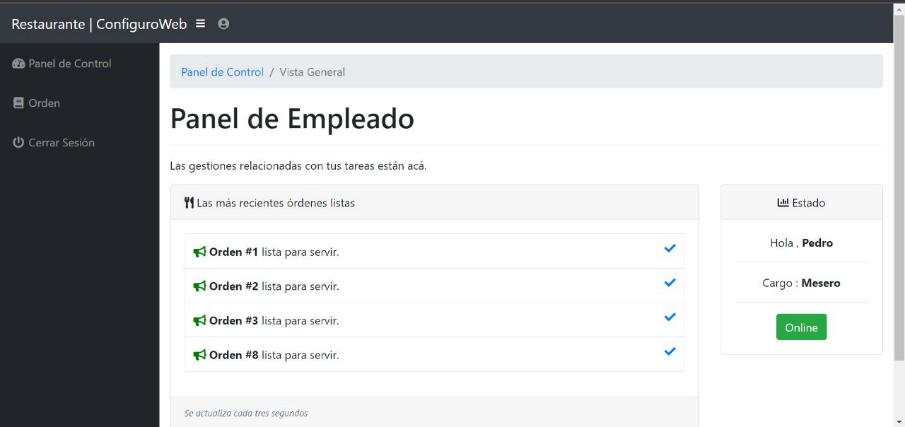 Restaurante | ConfiguroWeb
Panel de Control
Orden
Cerrar Sesión
Panel de Control / Vista General
Panel de Empleado
Las gestiones relacionadas con tus tareas están acá.
Las más recientes órdenes listas
Orden #1 lista para servir.
Orden #2 lista para servir.
Orden #3 lista para servir.
Orden #8 lista para servir.
Se actualiza cada tres segundos
Estado
Hola , Pedro
Cargo : Mesero
Online